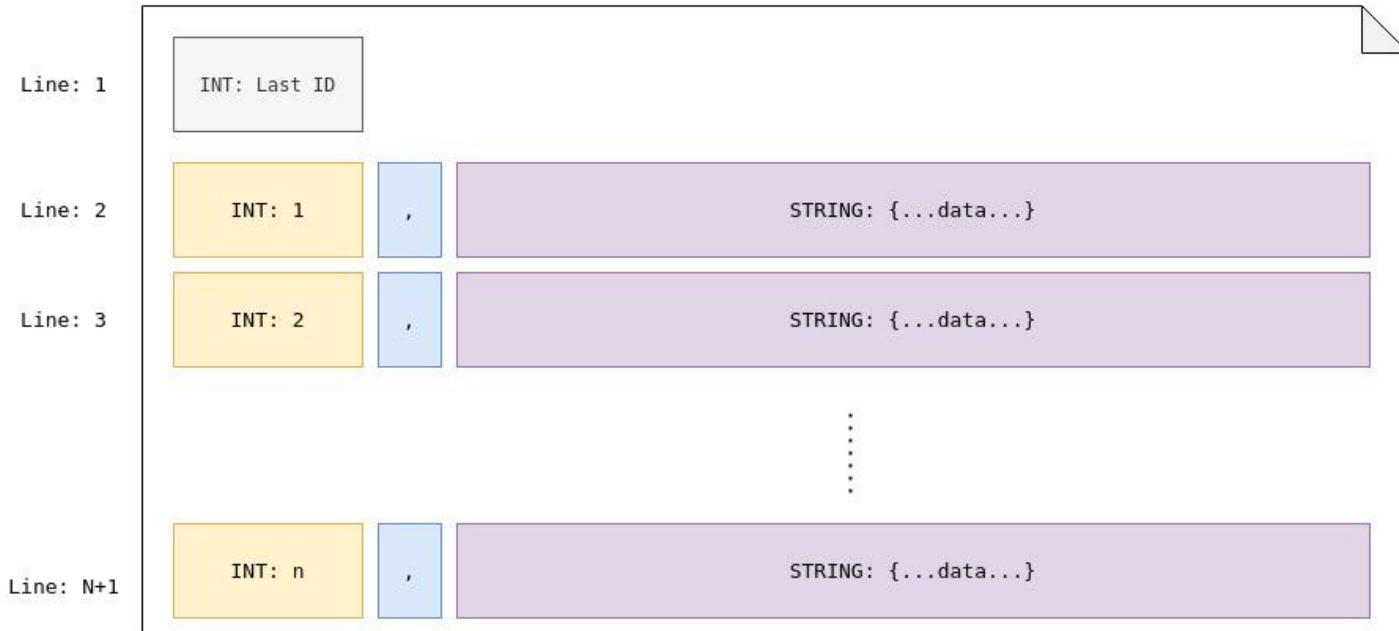 Line: 1 INT: Last ID
Line: 2 INT: 1 , STRING: {...data...}
Line: 3 INT: 2 , STRING: {...data...}
Line: N+1 INT: n , STRING: {...data...}